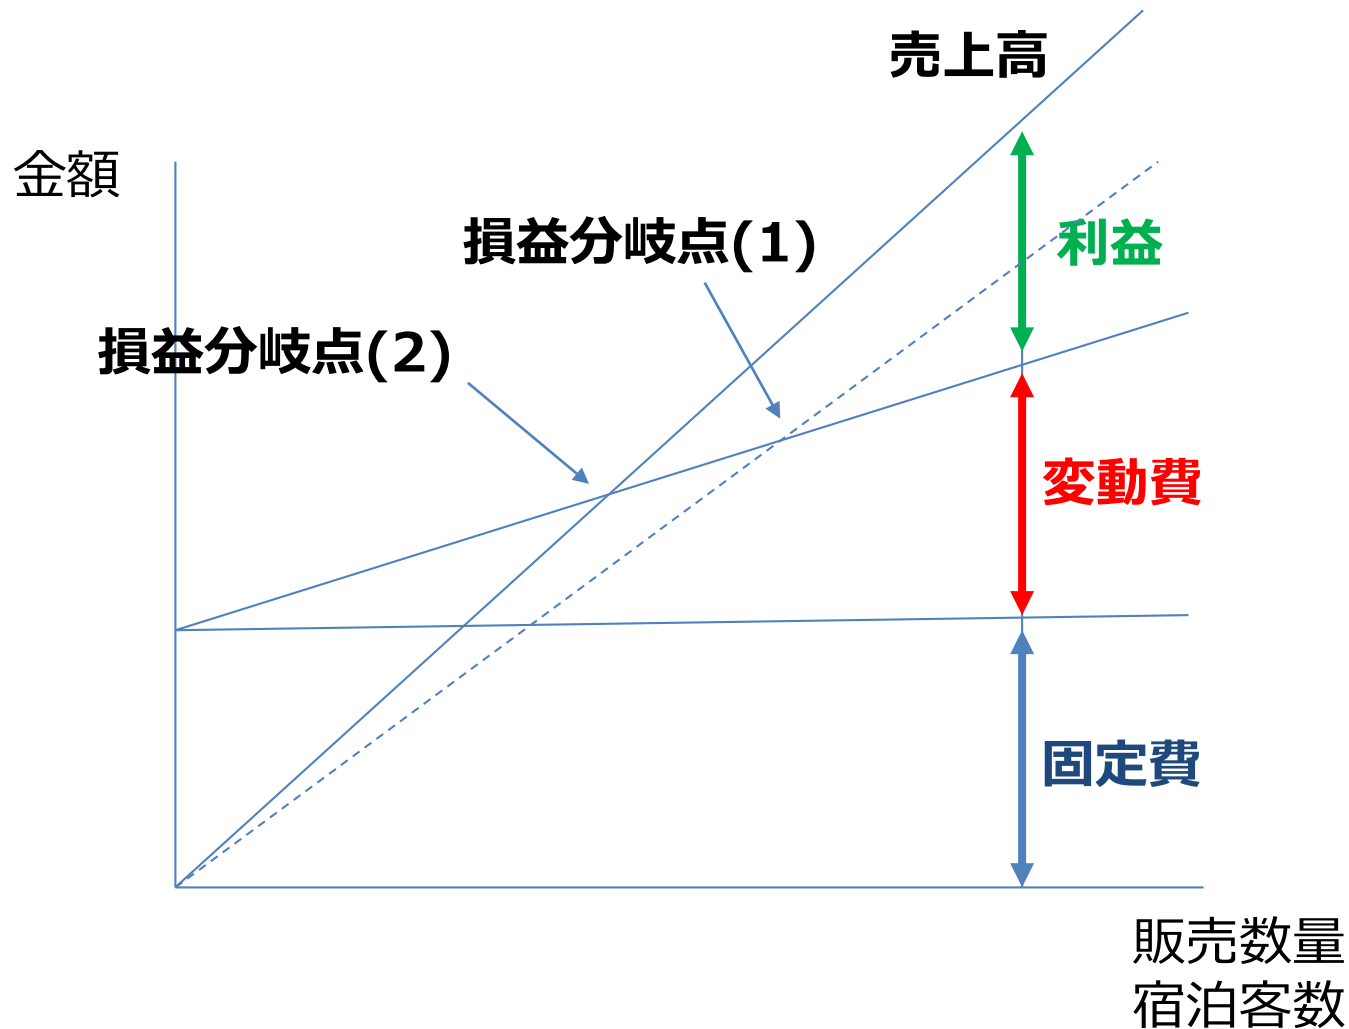 売上高
金額
損益分岐点(1)
利益
損益分岐点(2)
変動費
固定費
販売数量
宿泊客数